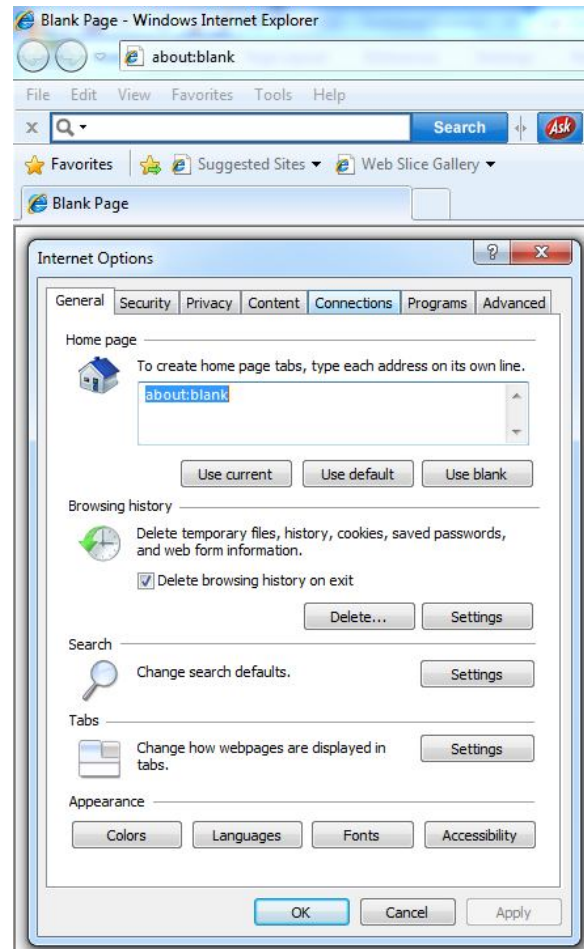 Blank Page - Windows Internet Explorer
about:blank
File Edit View Favorites Tools Help
x Search Ask
Favorites Suggested Sites Web Slice Gallery
Blank Page
Internet Options
General Security Privacy Content Connections Programs Advanced
Home page
To create home page tabs, type each address on its own line.
about:blank
Use current Use default Use blank
Browsing history
Delete temporary files, history, cookies, saved passwords,
and web form information.
Delete browsing history on exit
Delete... Settings
Search
Change search defaults. Settings
Tabs
Change how webpages are displayed in Settings
tabs.
Appearance
Colors Languages Fonts Accessibility
OK Cancel Apply